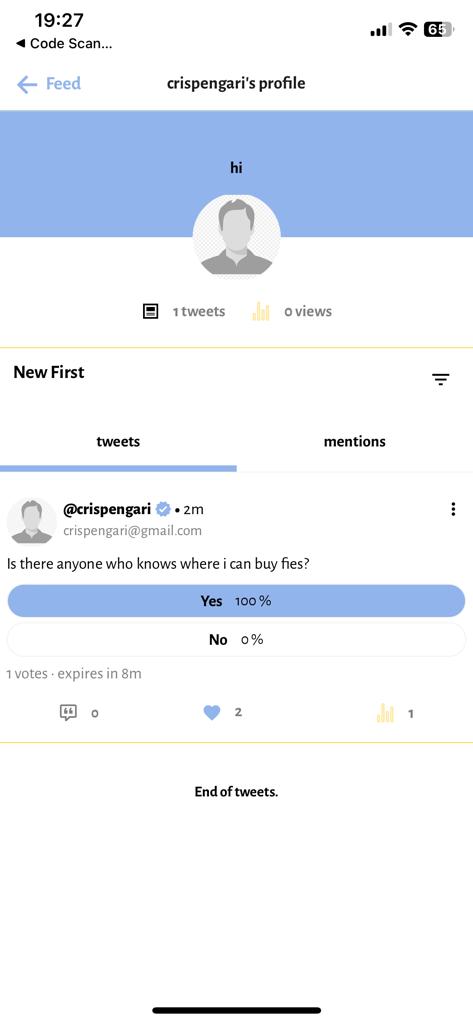 19:27
65
◀ Code Scan...
Feed
crispengari's profile
hi
1 tweets
0 views
New First
tweets
mentions
@crispengari • 2m
crispengari@gmail.com
Is there anyone who knows where i can buy fies?
Yes 100 %
No 0 %
1 votes · expires in 8m
0
2
1
End of tweets.